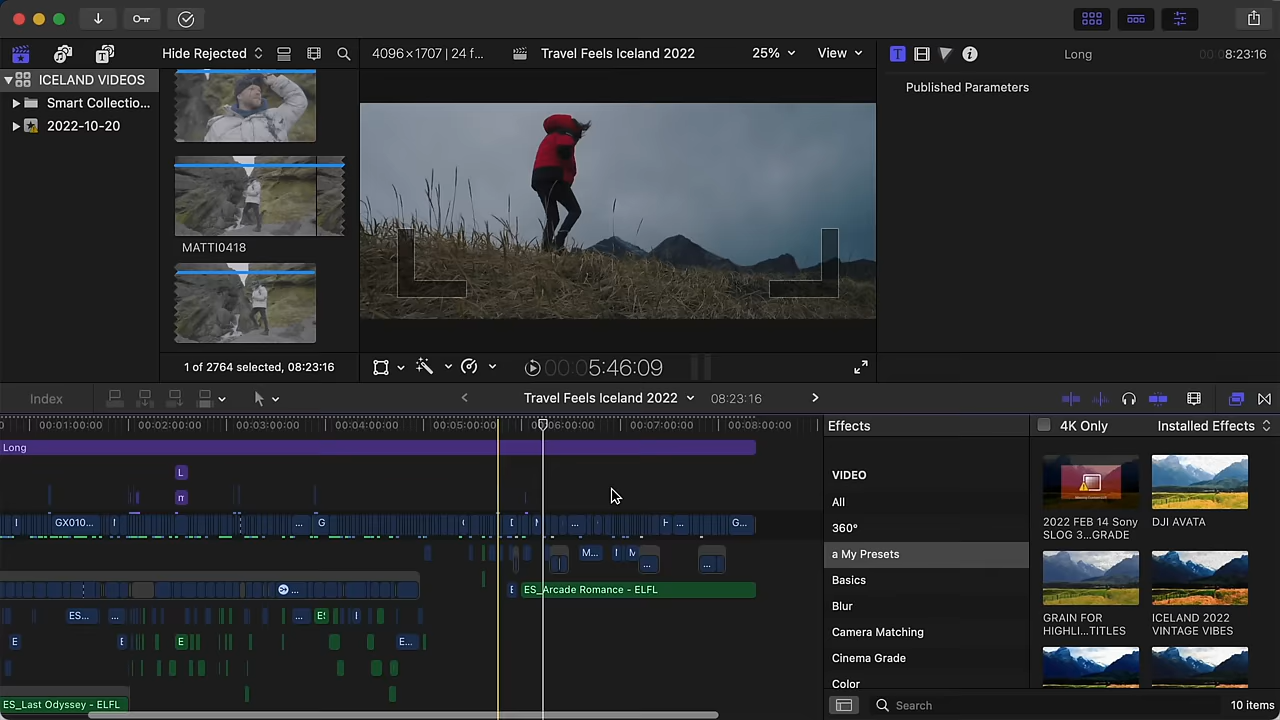 Hide Rejected
4096×1707 | 24 f...
Travel Feels Iceland 2022
25%
View
Long
00:08:23:16
ICELAND VIDEOS
Smart Collectio...
2022-10-20
Published Parameters
MATTI0418
1 of 2764 selected, 08:23:16
00:00:5:46:09
Index
Travel Feels Iceland 2022
08:23:16
00:01:00:00
00:02:00:00
00:03:00:00
00:04:00:00
00:05:00:00
00:06:00:00
00:07:00:00
00:08:00:00
Long
L
GX010...
...
G
...
G...
M...
M
...
...
...
ES_Arcade Romance - ELFL
ES...
...
...
E
E
E...
ES_Last Odyssey - ELFL
Effects
4K Only
Installed Effects
VIDEO
All
360°
a My Presets
Basics
Blur
Camera Matching
Cinema Grade
Color
2022 FEB 14 Sony
SLOG 3...GRADE
DJI AVATA
GRAIN FOR
HIGHLI...TITLES
ICELAND 2022
VINTAGE VIBES
Search
10 items